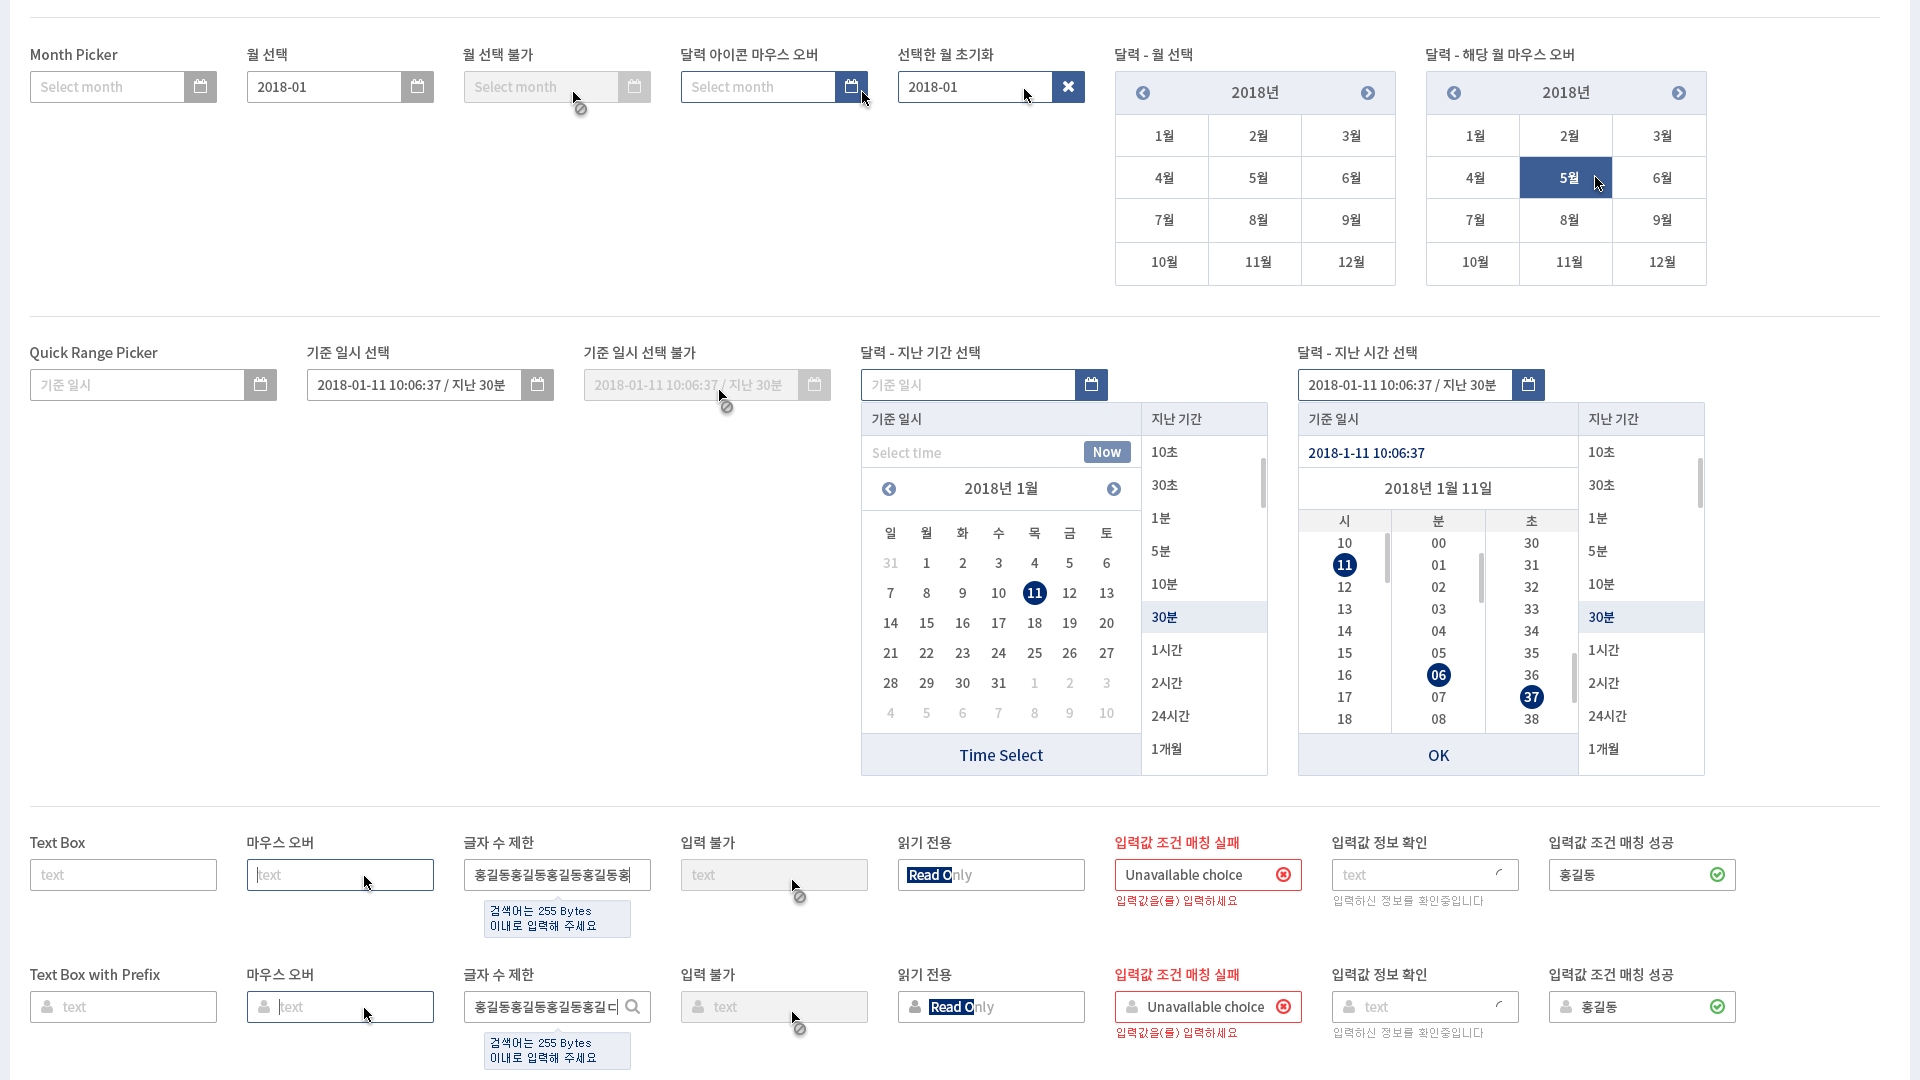 Month Picker
월 선택
월 선택 불가
달력 아이콘 마우스 오버
선택한 월 초기화
달력 - 월 선택
달력 - 해당 월 마우스 오버
Select month
2018-01
Select month
Select month
2018-01
2018년
1월 2월 3월
4월 5월 6월
7월 8월 9월
10월 11월 12월
2018년
1월 2월 3월
4월 5월 6월
7월 8월 9월
10월 11월 12월
Quick Range Picker
기준 일시 선택
기준 일시 선택 불가
달력 - 지난 기간 선택
달력 - 지난 시간 선택
기준 일시
2018-01-11 10:06:37 / 지난 30분
2018-01-11 10:06:37 / 지난 30분
기준 일시
2018-01-11 10:06:37 / 지난 30분
기준 일시
Select time
Now
2018년 1월
일 월 화 수 목 금 토
31 1 2 3 4 5 6
7 8 9 10 11 12 13
14 15 16 17 18 19 20
21 22 23 24 25 26 27
28 29 30 31 1 2 3
4 5 6 7 8 9 10
Time Select
지난 기간
10초
30초
1분
5분
10분
30분
1시간
2시간
24시간
1개월
기준 일시
2018-1-11 10:06:37
2018년 1월 11일
시 분 초
10 00 30
11 01 31
12 02 32
13 03 33
14 04 34
15 05 35
16 06 36
17 07 37
18 08 38
OK
지난 기간
10초
30초
1분
5분
10분
30분
1시간
2시간
24시간
1개월
Text Box
마우스 오버
글자 수 제한
입력 불가
읽기 전용
입력값 조건 매칭 실패
입력값 정보 확인
입력값 조건 매칭 성공
text
text
홍길동홍길동홍길동홍길동홍
text
Read Only
Unavailable choice
text
홍길동
검색어는 255 Bytes
이내로 입력해 주세요
입력값을(를) 입력하세요
입력하신 정보를 확인중입니다
Text Box with Prefix
마우스 오버
글자 수 제한
입력 불가
읽기 전용
입력값 조건 매칭 실패
입력값 정보 확인
입력값 조건 매칭 성공
text
text
홍길동홍길동홍길동홍길ㄷ
text
Read Only
Unavailable choice
text
홍길동
검색어는 255 Bytes
이내로 입력해 주세요
입력값을(를) 입력하세요
입력하신 정보를 확인중입니다